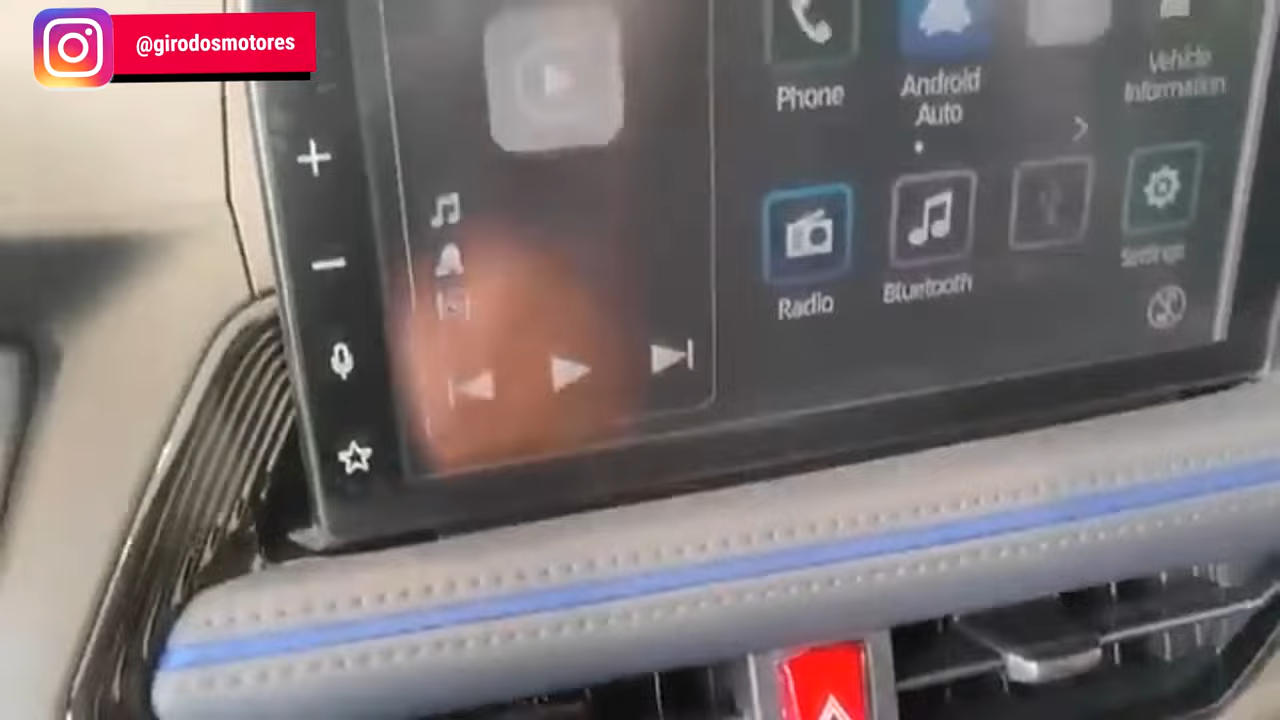 @girodosmotores
Phone
Android
Auto
Vehicle
Information
Radio
Bluetooth
Settings